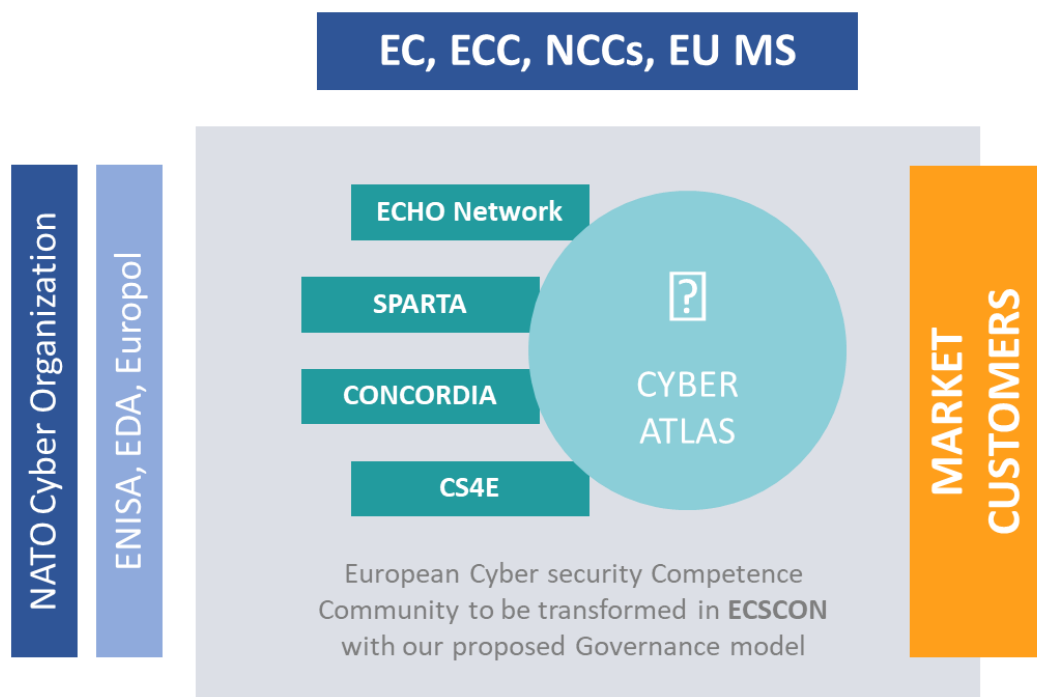 EC, ECC, NCCs, EU MS
NATO Cyber Organization
ENISA, EDA, Europol
ECHO Network
SPARTA
CONCORDIA
CS4E
?
CYBER
ATLAS
MARKET
CUSTOMERS
European Cyber security Competence
Community to be transformed in ECSCON
with our proposed Governance model